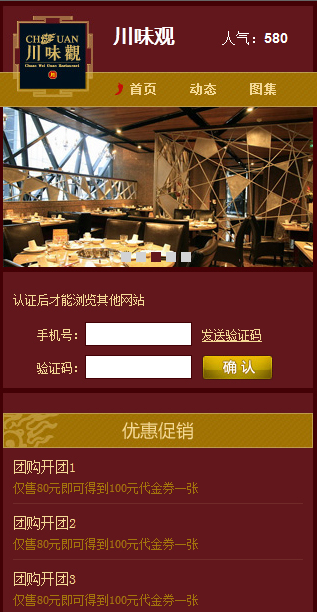 CHUAN
川味觀
Chuan Wei Guan Restaurant
川味观
人气：580
首页 动态 图集
认证后才能浏览其他网站
手机号： 发送验证码
验证码： 确 认
优惠促销
团购开团1
仅售80元即可得到100元代金券一张
团购开团2
仅售80元即可得到100元代金券一张
团购开团3
仅售80元即可得到100元代金券一张